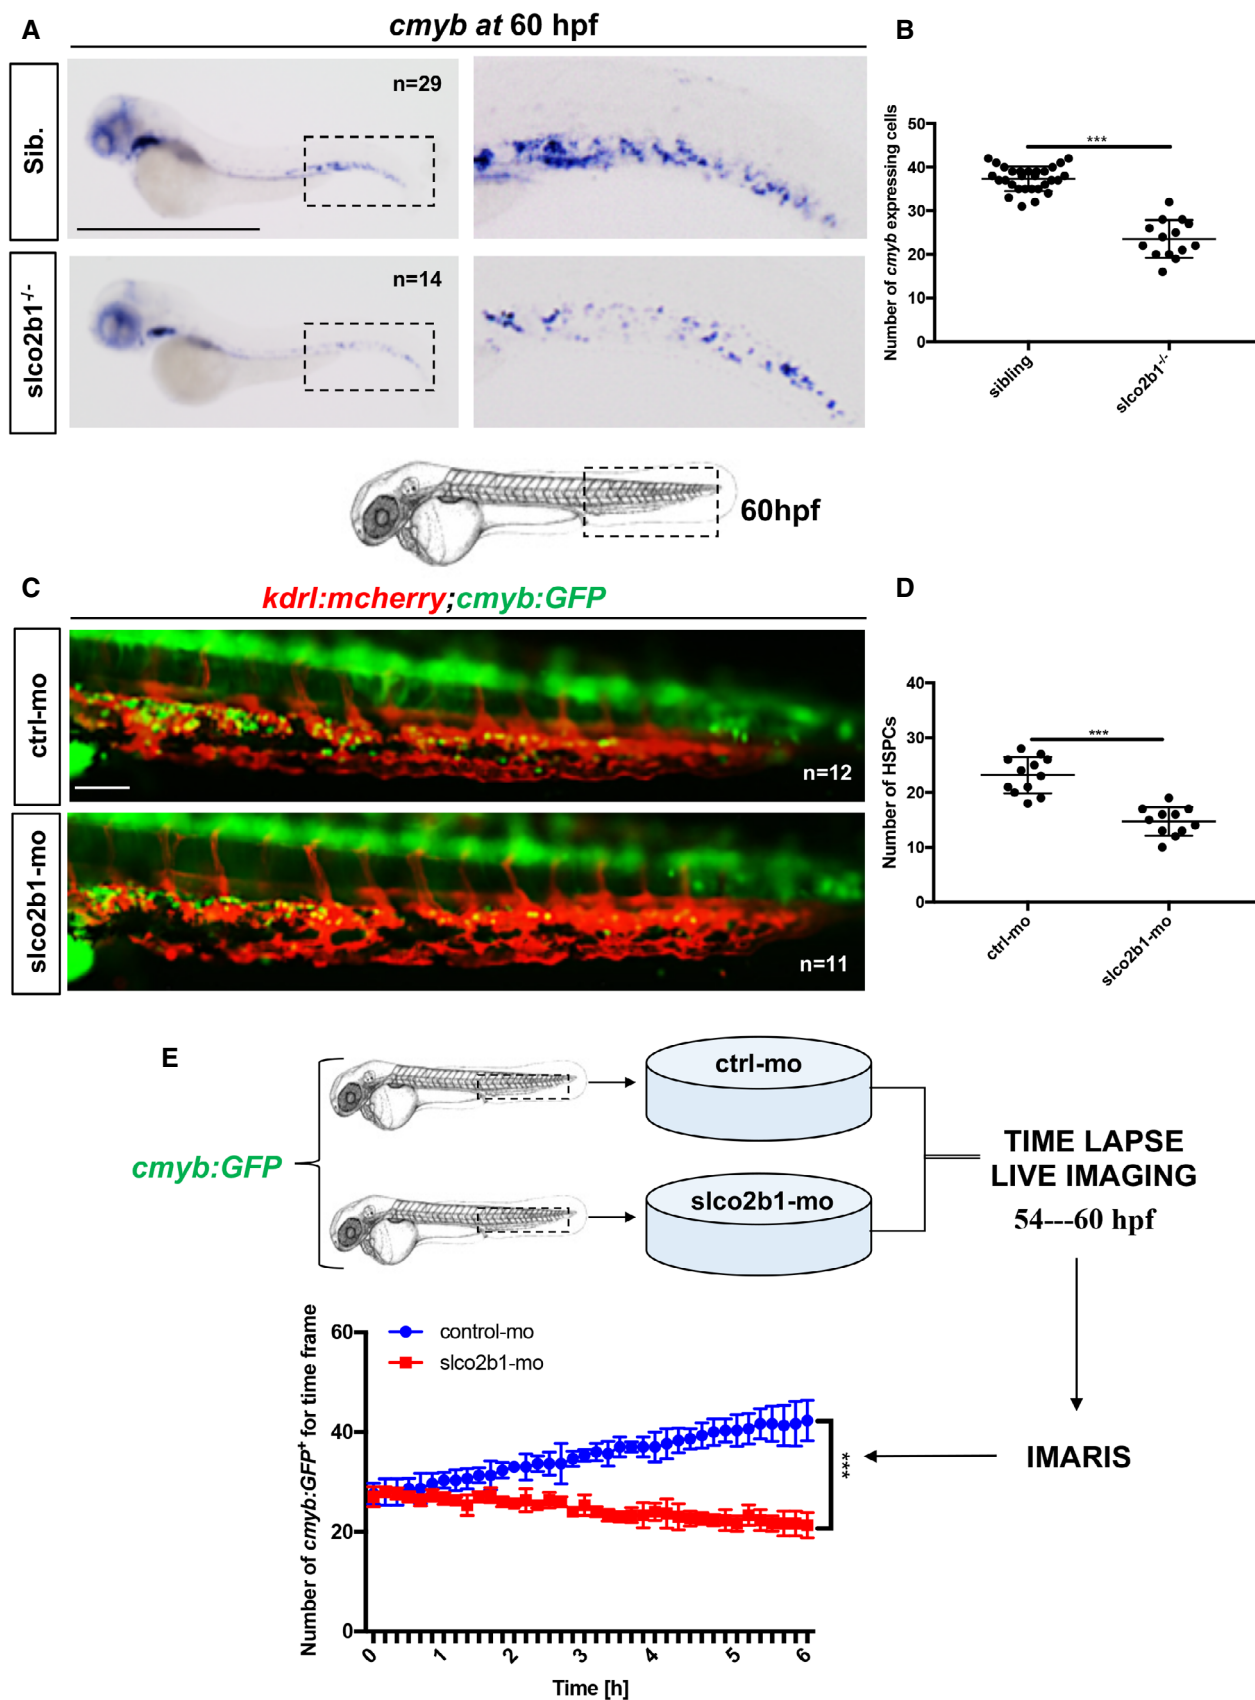 A
cmyb at 60 hpf
B
Sib.
n=29
slco2b1-/-
n=14
Number of cmyb expressing cells
50
40
30
20
10
0
***
sibling
slco2b1-/-
60hpf
C
kdrl:mcherry;cmyb:GFP
D
ctrl-mo
n=12
slco2b1-mo
n=11
Number of HSPCs
40
30
20
10
0
***
ctrl-mo
slco2b1-mo
E
cmyb:GFP
ctrl-mo
slco2b1-mo
TIME LAPSE
LIVE IMAGING
54---60 hpf
IMARIS
Number of cmyb:GFP+ for time frame
60
40
20
0
control-mo
slco2b1-mo
***
0 1 2 3 4 5 6
Time [h]